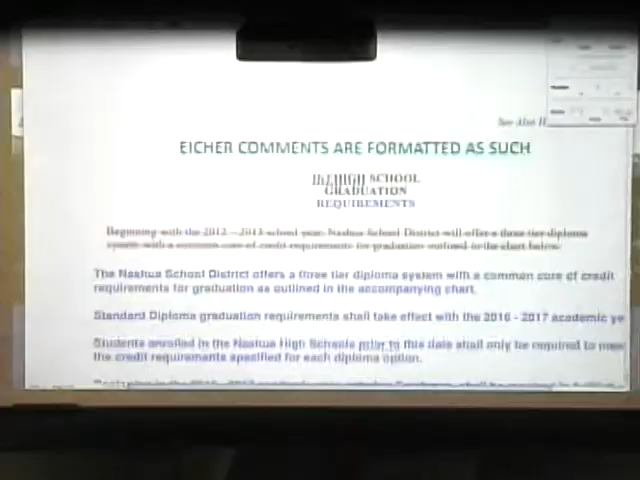 See Also
EICHER COMMENTS ARE FORMATTED AS SUCH
HIGH SCHOOL
GRADUATION
REQUIREMENTS
Beginning with the 2012 - 2013 school year, Nashua School District will offer a three tier diploma
system with a common core of credit requirements for graduation outlined in the chart below.
The Nashua School District offers a three tier diploma system with a common core of credit
requirements for graduation as outlined in the accompanying chart.
Standard Diploma graduation requirements shall take effect with the 2016 - 2017 academic ye
Students enrolled in the Nashua High Schools prior to this date shall only be required to mee
the credit requirements specified for each diploma option.